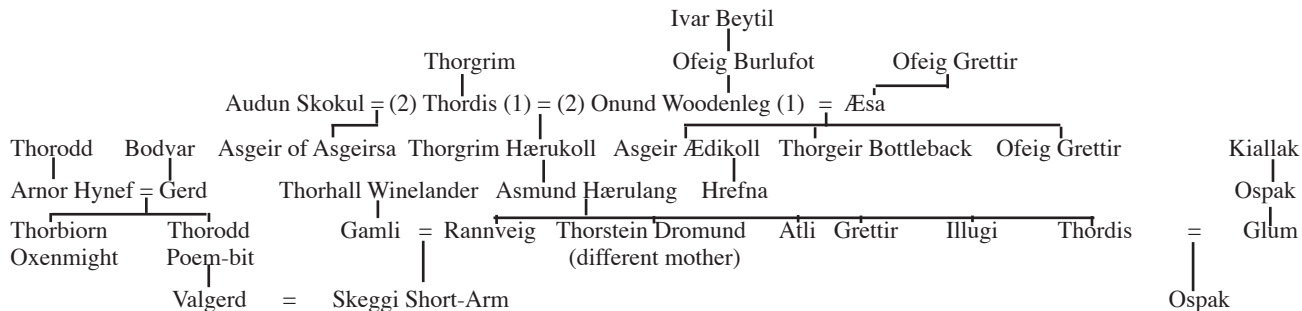 Ivar Beytil
Thorgrim Ofeig Burlufot Ofeig Grettir
Audun Skokul = (2) Thordis (1) = (2) Onund Woodenleg (1) = Æsa
Thorodd Bodvar Asgeir of Asgeirsa Thorgrim Hærukoll Asgeir Ædikoll Thorgeir Bottleback Ofeig Grettir Kiallak
Arnor Hynef = Gerd Thorhall Winelander Asmund Hærulang Hrefna Ospak
Thorbiorn Thorodd Gamli = Rannveig Thorstein Dromund Atli Grettir Illugi Thordis = Glum
Oxenmight Poem-bit (different mother)
Valgerd = Skeggi Short-Arm Ospak